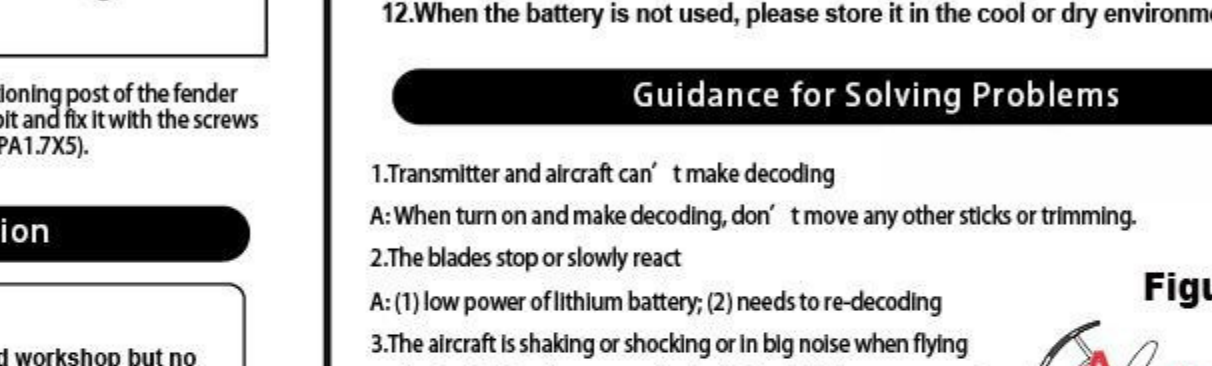 12.When the battery is not used, please store it in the cool or dry
ioning post of the fender
and fix it with the screws
PA1.7X5).
ion
workshop but no
Guidance for Solving Problems
1.Transmitter and aircraft can’ t make decoding
A: When turn on and make decoding, don’ t move any other sticks or trimming.
2.The blades stop or slowly react
A: (1) low power of lithium battery; (2) needs to re-decoding
3.The aircraft is shaking or shocking or in big noise when flying